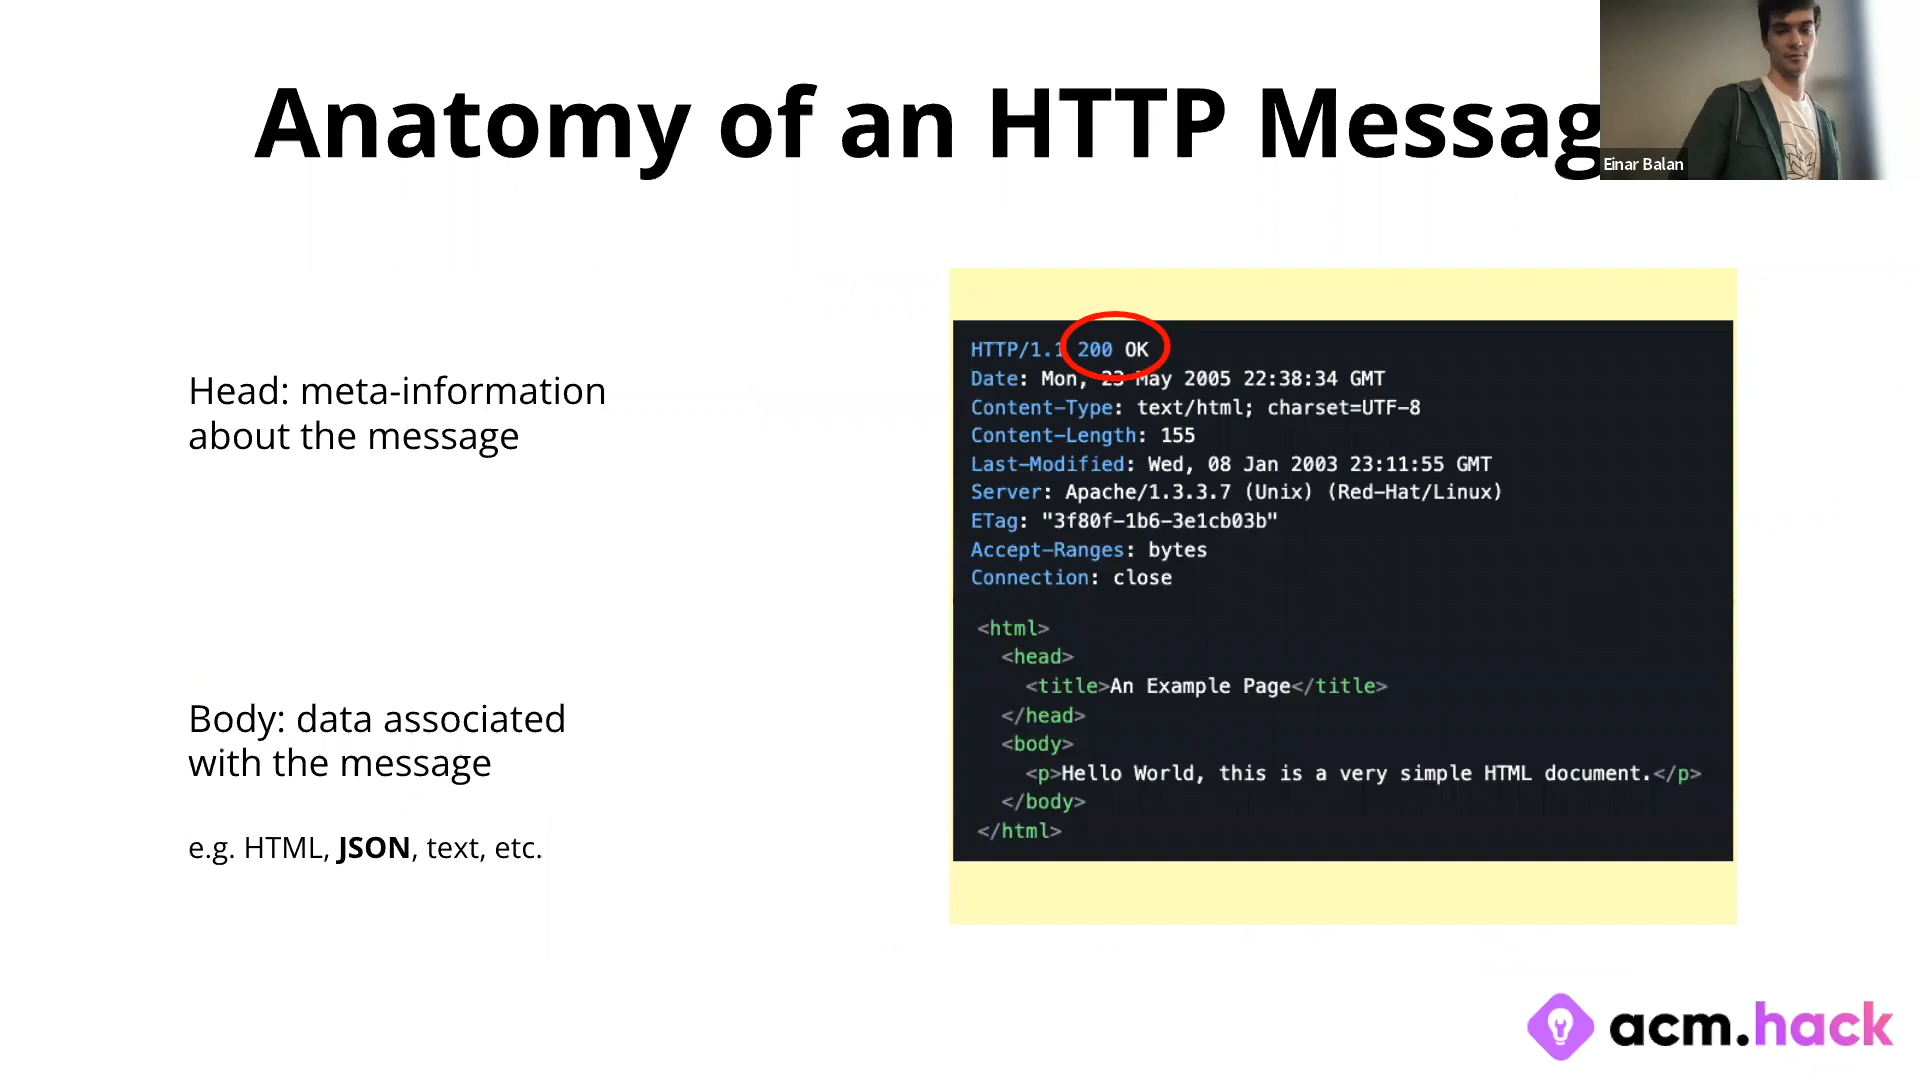 Anatomy of an HTTP Messag
Einar Balan
Head: meta-information
about the message
Body: data associated
with the message
e.g. HTML, JSON, text, etc.
HTTP/1.1 200 OK
Date: Mon, 23 May 2005 22:38:34 GMT
Content-Type: text/html; charset=UTF-8
Content-Length: 155
Last-Modified: Wed, 08 Jan 2003 23:11:55 GMT
Server: Apache/1.3.3.7 (Unix) (Red-Hat/Linux)
ETag: "3f80f-1b6-3e1cb03b"
Accept-Ranges: bytes
Connection: close
<html>
<head>
<title>An Example Page</title>
</head>
<body>
<p>Hello World, this is a very simple HTML document.</p>
</body>
</html>
acm.hack